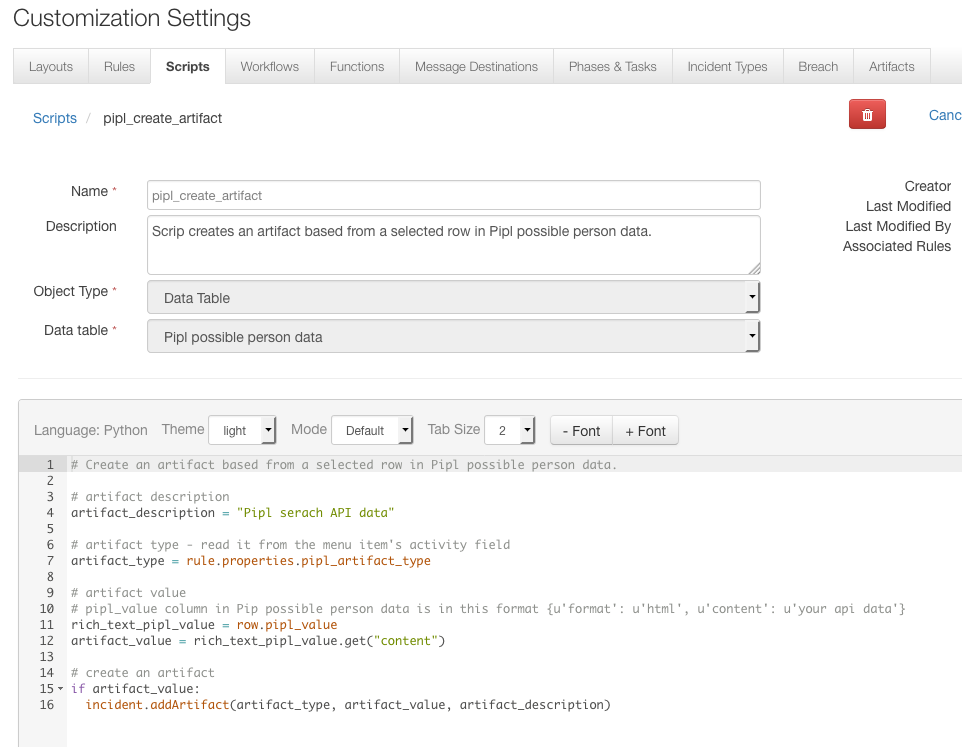 Customization Settings
Layouts Rules Scripts Workflows Functions Message Destinations Phases & Tasks Incident Types Breach Artifacts
Scripts / pipl_create_artifact
Canc
Name * pipl_create_artifact
Creator
Last Modified
Description Scrip creates an artifact based from a selected row in Pipl possible person data.
Last Modified By
Associated Rules
Object Type * Data Table
Data table * Pipl possible person data
Language: Python Theme light Mode Default Tab Size 2 - Font + Font
1 # Create an artifact based from a selected row in Pipl possible person data.
2
3 # artifact description
4 artifact_description = "Pipl serach API data"
5
6 # artifact type - read it from the menu item's activity field
7 artifact_type = rule.properties.pipl_artifact_type
8
9 # artifact value
10 # pipl_value column in Pip possible person data is in this format {u'format': u'html', u'content': u'your api data'}
11 rich_text_pipl_value = row.pipl_value
12 artifact_value = rich_text_pipl_value.get("content")
13
14 # create an artifact
15 if artifact_value:
16 incident.addArtifact(artifact_type, artifact_value, artifact_description)